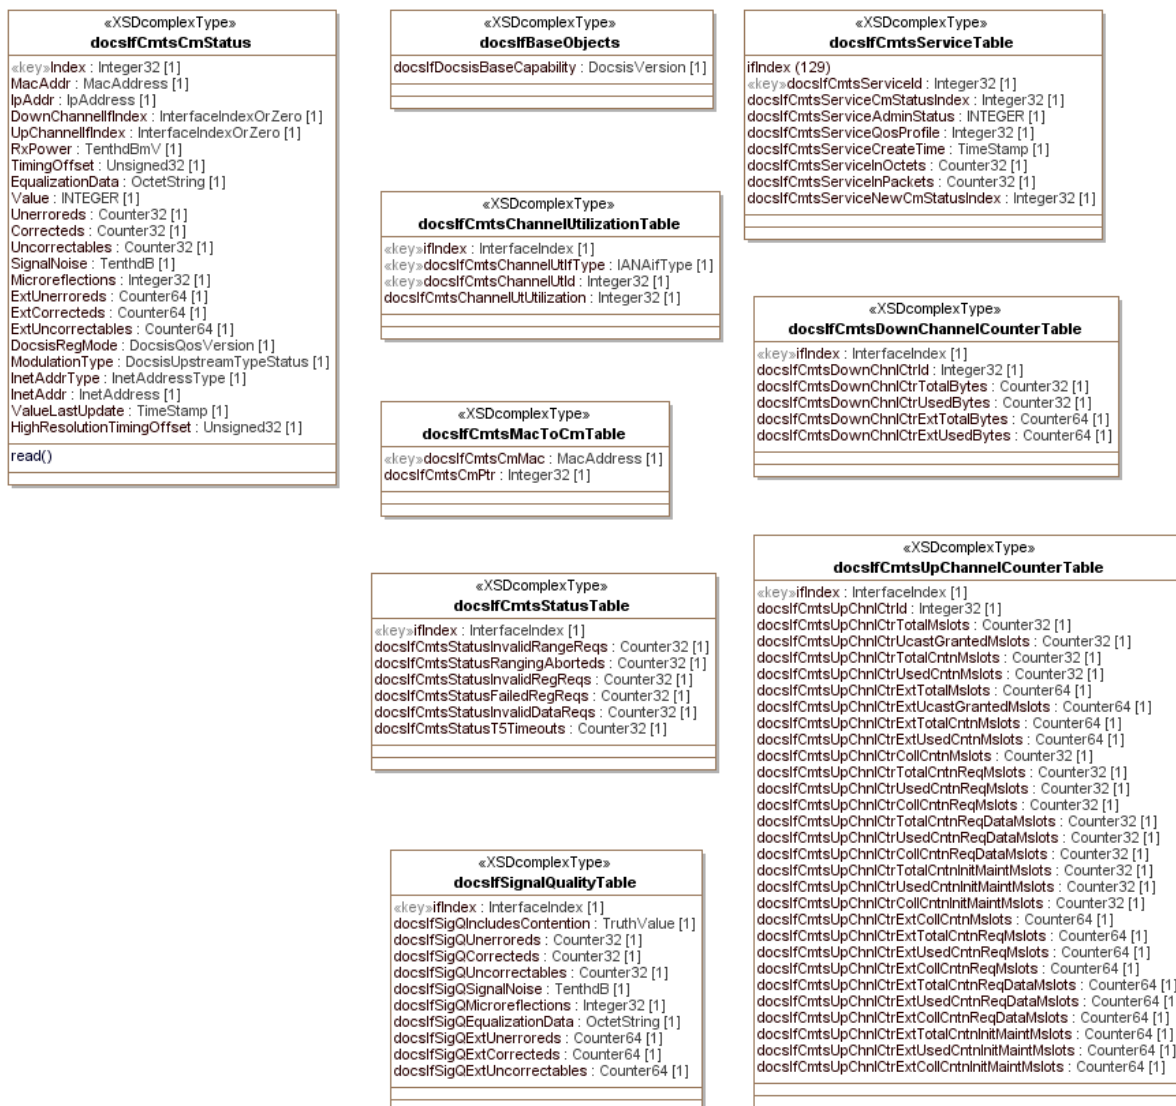 «XSDcomplexType»
docsIfCmtsCmStatus
«key»Index : Integer32 [1]
MacAddr : MacAddress [1]
IpAddr : IpAddress [1]
DownChannelIfIndex : InterfaceIndexOrZero [1]
UpChannelIfIndex : InterfaceIndexOrZero [1]
RxPower : TenthdBmV [1]
TimingOffset : Unsigned32 [1]
EqualizationData : OctetString [1]
Value : INTEGER [1]
Unerroreds : Counter32 [1]
Correcteds : Counter32 [1]
Uncorrectables : Counter32 [1]
SignalNoise : TenthdB [1]
Microreflections : Integer32 [1]
ExtUnerroreds : Counter64 [1]
ExtCorrecteds : Counter64 [1]
ExtUncorrectables : Counter64 [1]
DocsisRegMode : DocsisQosVersion [1]
ModulationType : DocsisUpstreamTypeStatus [1]
InetAddrType : InetAddressType [1]
InetAddr : InetAddress [1]
ValueLastUpdate : TimeStamp [1]
HighResolutionTimingOffset : Unsigned32 [1]
read()
«XSDcomplexType»
docsIfBaseObjects
docsIfDocsisBaseCapability : DocsisVersion [1]
«XSDcomplexType»
docsIfCmtsChannelUtilizationTable
«key»ifIndex : InterfaceIndex [1]
«key»docsIfCmtsChannelUtIfType : IANAifType [1]
«key»docsIfCmtsChannelUtId : Integer32 [1]
docsIfCmtsChannelUtUtilization : Integer32 [1]
«XSDcomplexType»
docsIfCmtsMacToCmTable
«key»docsIfCmtsCmMac : MacAddress [1]
docsIfCmtsCmPtr : Integer32 [1]
«XSDcomplexType»
docsIfCmtsStatusTable
«key»ifIndex : InterfaceIndex [1]
docsIfCmtsStatusInvalidRangeReqs : Counter32 [1]
docsIfCmtsStatusRangingAborteds : Counter32 [1]
docsIfCmtsStatusInvalidRegReqs : Counter32 [1]
docsIfCmtsStatusFailedRegReqs : Counter32 [1]
docsIfCmtsStatusInvalidDataReqs : Counter32 [1]
docsIfCmtsStatusT5Timeouts : Counter32 [1]
«XSDcomplexType»
docsIfSignalQualityTable
«key»ifIndex : InterfaceIndex [1]
docsIfSigQIncludesContention : TruthValue [1]
docsIfSigQUnerroreds : Counter32 [1]
docsIfSigQCorrecteds : Counter32 [1]
docsIfSigQUncorrectables : Counter32 [1]
docsIfSigQSignalNoise : TenthdB [1]
docsIfSigQMicroreflections : Integer32 [1]
docsIfSigQEqualizationData : OctetString [1]
docsIfSigQExtUnerroreds : Counter64 [1]
docsIfSigQExtCorrecteds : Counter64 [1]
docsIfSigQExtUncorrectables : Counter64 [1]
«XSDcomplexType»
docsIfCmtsServiceTable
ifIndex (129)
«key»docsIfCmtsServiceId : Integer32 [1]
docsIfCmtsServiceCmStatusIndex : Integer32 [1]
docsIfCmtsServiceAdminStatus : INTEGER [1]
docsIfCmtsServiceQosProfile : Integer32 [1]
docsIfCmtsServiceCreateTime : TimeStamp [1]
docsIfCmtsServiceInOctets : Counter32 [1]
docsIfCmtsServiceInPackets : Counter32 [1]
docsIfCmtsServiceNewCmStatusIndex : Integer32 [1]
«XSDcomplexType»
docsIfCmtsDownChannelCounterTable
«key»ifIndex : InterfaceIndex [1]
docsIfCmtsDownChnlCtrId : Integer32 [1]
docsIfCmtsDownChnlCtrTotalBytes : Counter32 [1]
docsIfCmtsDownChnlCtrUsedBytes : Counter32 [1]
docsIfCmtsDownChnlCtrExtTotalBytes : Counter64 [1]
docsIfCmtsDownChnlCtrExtUsedBytes : Counter64 [1]
«XSDcomplexType»
docsIfCmtsUpChannelCounterTable
«key»ifIndex : InterfaceIndex [1]
docsIfCmtsUpChnlCtrId : Integer32 [1]
docsIfCmtsUpChnlCtrTotalMslots : Counter32 [1]
docsIfCmtsUpChnlCtrUcastGrantedMslots : Counter32 [1]
docsIfCmtsUpChnlCtrTotalCntnMslots : Counter32 [1]
docsIfCmtsUpChnlCtrUsedCntnMslots : Counter32 [1]
docsIfCmtsUpChnlCtrExtTotalMslots : Counter64 [1]
docsIfCmtsUpChnlCtrExtUcastGrantedMslots : Counter64 [1]
docsIfCmtsUpChnlCtrExtTotalCntnMslots : Counter64 [1]
docsIfCmtsUpChnlCtrExtUsedCntnMslots : Counter64 [1]
docsIfCmtsUpChnlCtrCollCntnMslots : Counter32 [1]
docsIfCmtsUpChnlCtrTotalCntnReqMslots : Counter32 [1]
docsIfCmtsUpChnlCtrUsedCntnReqMslots : Counter32 [1]
docsIfCmtsUpChnlCtrCollCntnReqMslots : Counter32 [1]
docsIfCmtsUpChnlCtrTotalCntnReqDataMslots : Counter32 [1]
docsIfCmtsUpChnlCtrUsedCntnReqDataMslots : Counter32 [1]
docsIfCmtsUpChnlCtrCollCntnReqDataMslots : Counter32 [1]
docsIfCmtsUpChnlCtrTotalCntnInitMaintMslots : Counter32 [1]
docsIfCmtsUpChnlCtrUsedCntnInitMaintMslots : Counter32 [1]
docsIfCmtsUpChnlCtrCollCntnInitMaintMslots : Counter32 [1]
docsIfCmtsUpChnlCtrExtCollCntnMslots : Counter64 [1]
docsIfCmtsUpChnlCtrExtTotalCntnReqMslots : Counter64 [1]
docsIfCmtsUpChnlCtrExtUsedCntnReqMslots : Counter64 [1]
docsIfCmtsUpChnlCtrExtCollCntnReqMslots : Counter64 [1]
docsIfCmtsUpChnlCtrExtTotalCntnReqDataMslots : Counter64 [1]
docsIfCmtsUpChnlCtrExtUsedCntnReqDataMslots : Counter64 [1]
docsIfCmtsUpChnlCtrExtCollCntnReqDataMslots : Counter64 [1]
docsIfCmtsUpChnlCtrExtTotalCntnInitMaintMslots : Counter64 [1]
docsIfCmtsUpChnlCtrExtUsedCntnInitMaintMslots : Counter64 [1]
docsIfCmtsUpChnlCtrExtCollCntnInitMaintMslots : Counter64 [1]